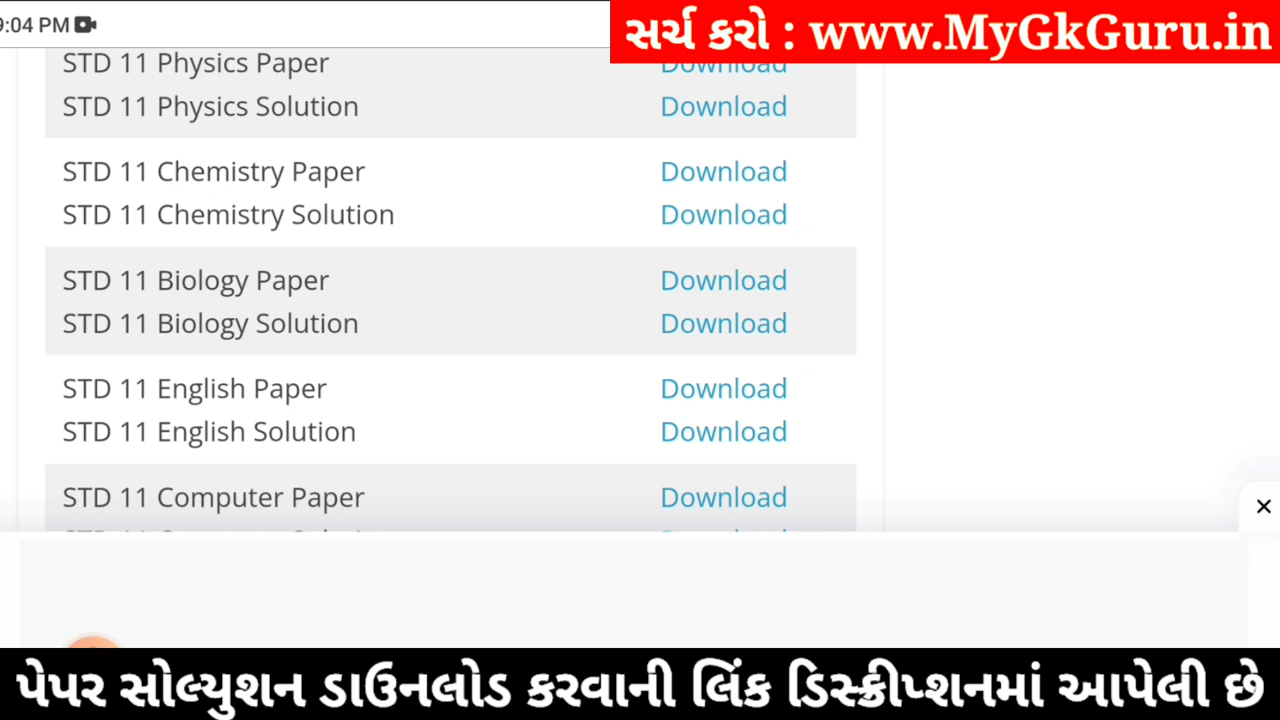 9:04 PM
સર્ચ કરો : www.MyGkGuru.in
STD 11 Physics Paper Download
STD 11 Physics Solution Download
STD 11 Chemistry Paper Download
STD 11 Chemistry Solution Download
STD 11 Biology Paper Download
STD 11 Biology Solution Download
STD 11 English Paper Download
STD 11 English Solution Download
STD 11 Computer Paper Download
પેપર સોલ્યુશન ડાઉનલોડ કરવાની લિંક ડિસ્ક્રીપ્શનમાં આપેલી છે